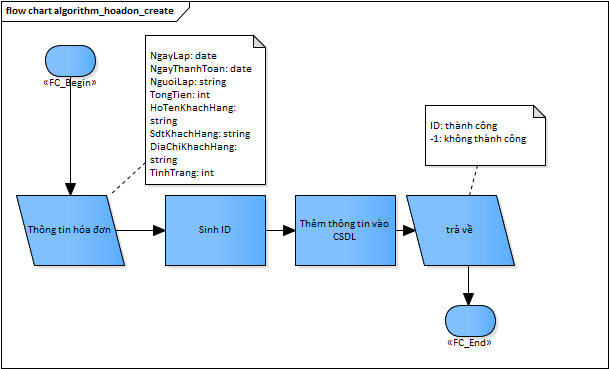 flow chart algorithm_hoadon_create
«FC_Begin»
NgayLap: date
NgayThanhToan: date
NguoiLap: string
TongTien: int
HoTenKhachHang:
string
SdtKhachHang: string
DiaChiKhachHang:
string
TinhTrang: int
ID: thành công
-1: không thành công
Thông tin hóa đơn
Sinh ID
Thêm thông tin vào
CSDL
trả về
«FC_End»